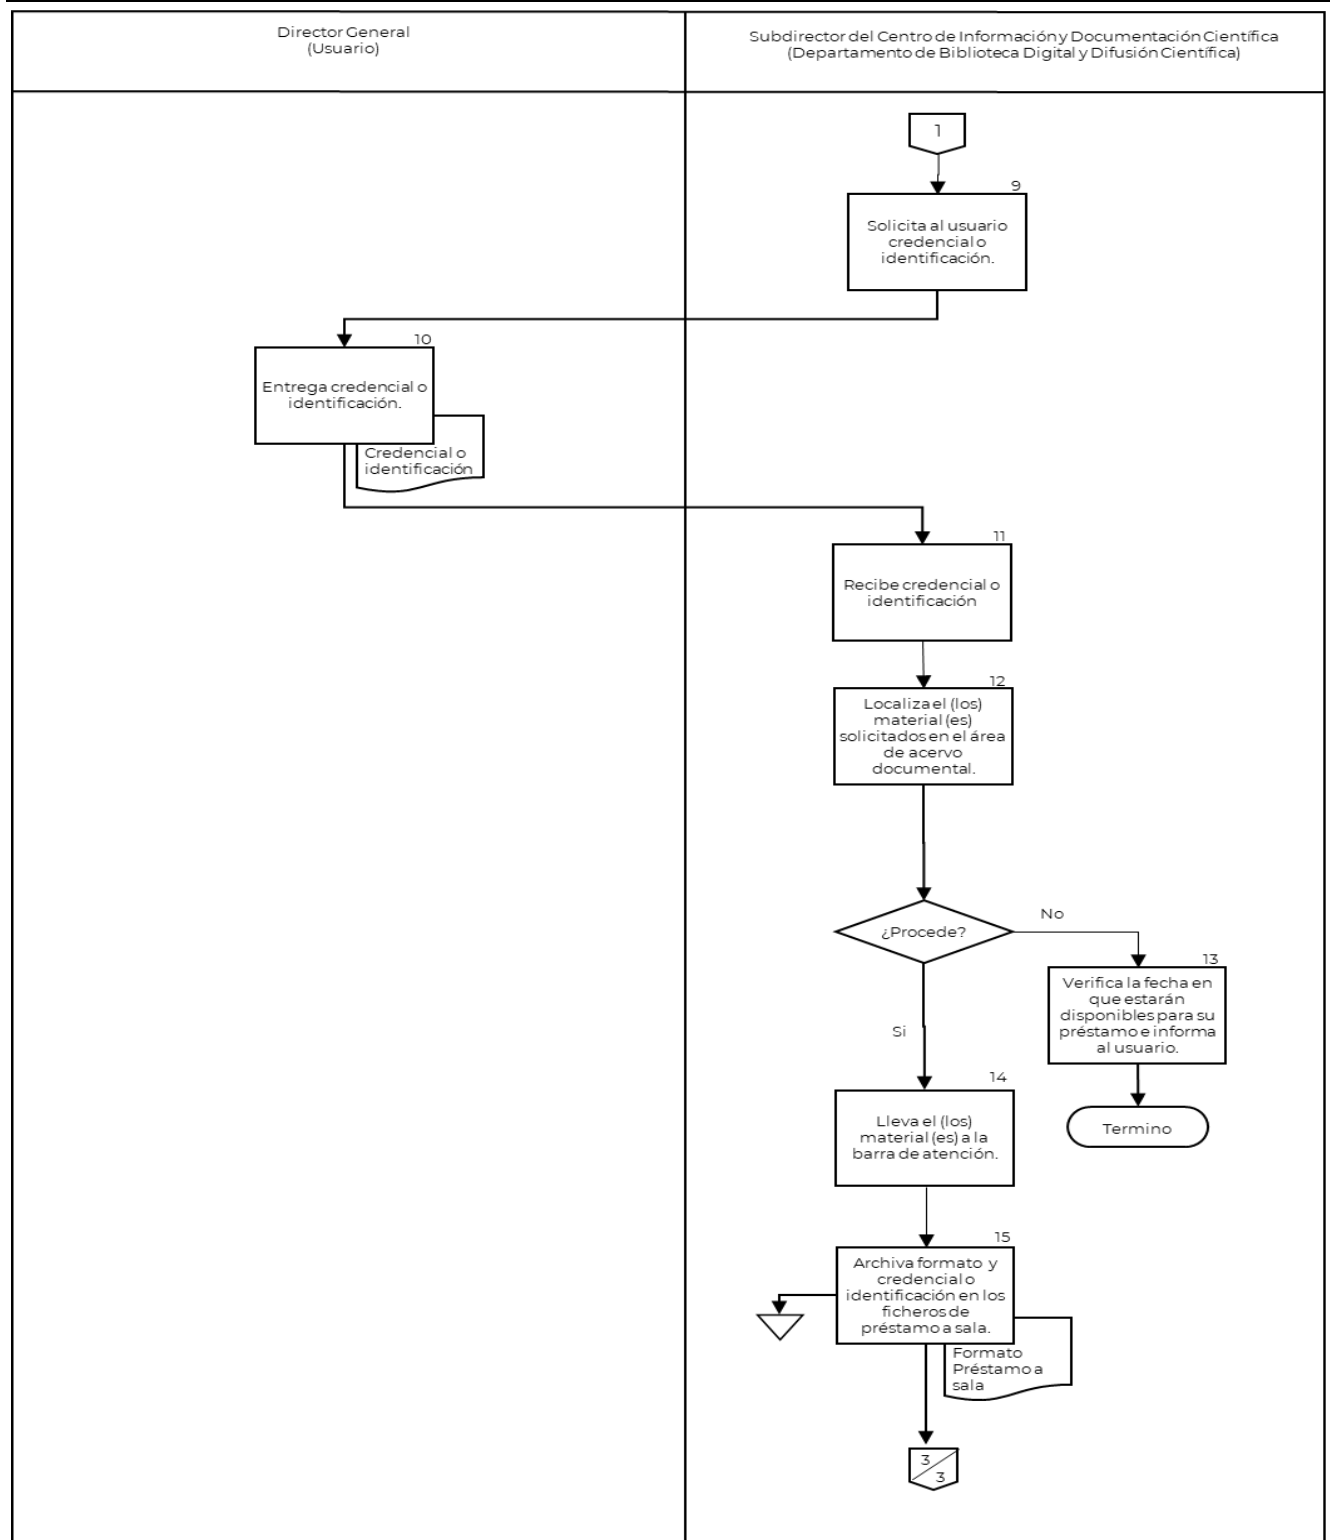 Director General
(Usuario)
Subdirector del Centro de Información y Documentación Científica
(Departamento de Biblioteca Digital y Difusión Científica)
1
9
Solicita al usuario
credencial o
identificación.
10
Entrega credencial o
identificación.
Credencial o
identificación
11
Recibe credencial o
identificación
12
Localiza el (los)
material (es)
solicitados en el área
de acervo
documental.
¿Procede?
No
13
Verifica la fecha en
que estarán
disponibles para su
préstamo e informa
al usuario.
Si
Termino
14
Lleva el (los)
material (es) a la
barra de atención.
15
Archiva formato y
credencial o
identificación en los
ficheros de
préstamo a sala.
Formato
Préstamo a
sala
3
3